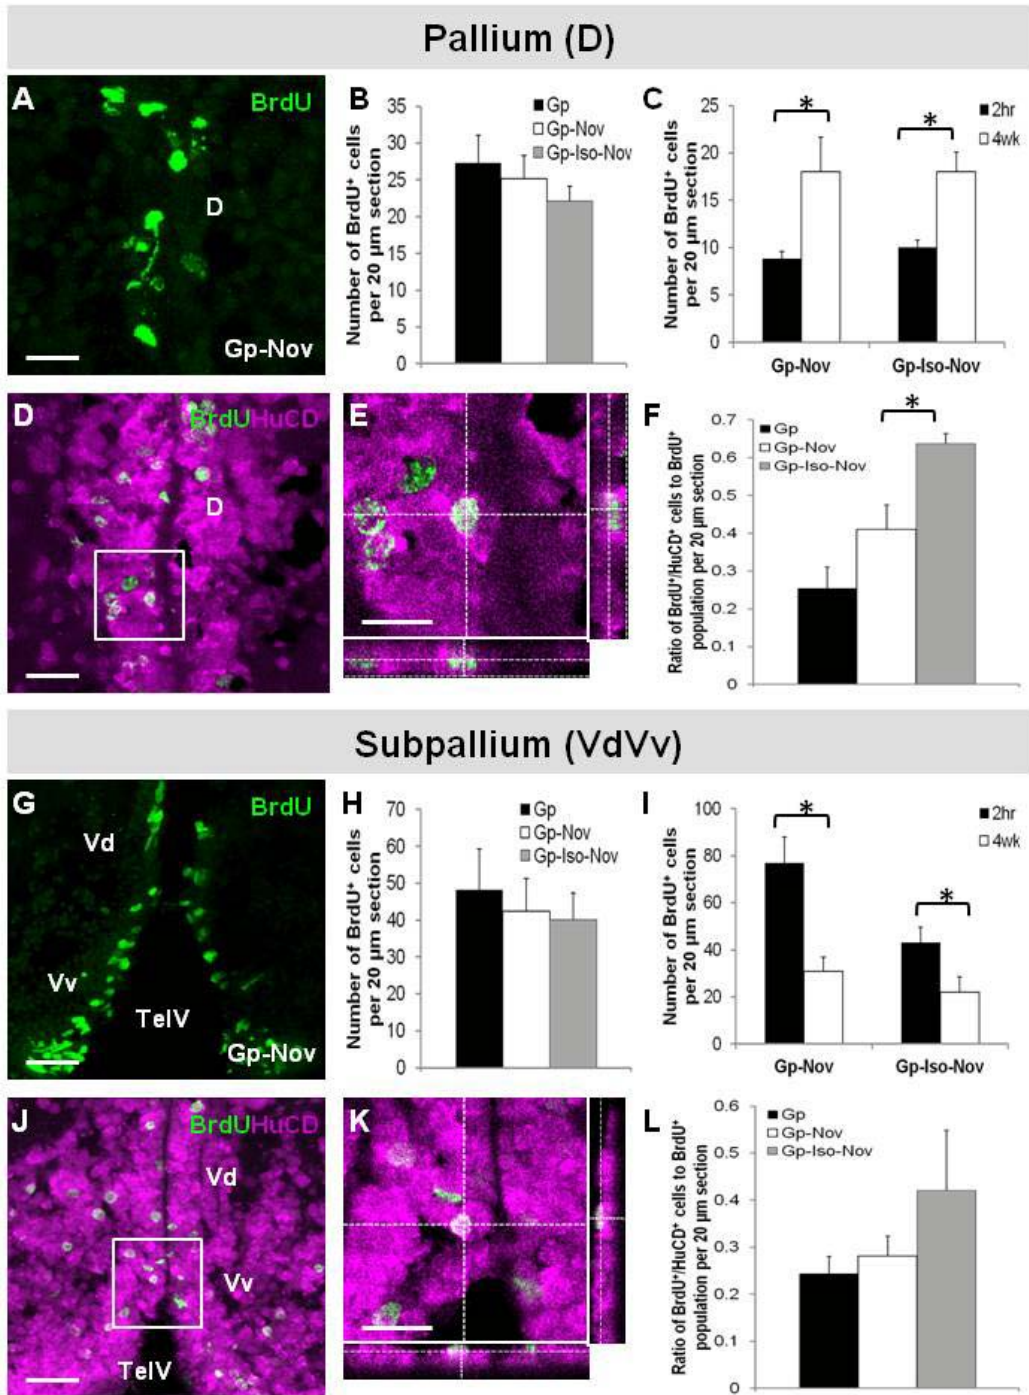 Pallium (D)
A
BrdU
D
Gp-Nov
B
Number of BrdU⁺ cells
per 20 µm section
35
30
25
20
15
10
5
0
Gp
Gp-Nov
Gp-Iso-Nov
C
Number of BrdU⁺ cells
per 20 µm section
25
20
15
10
5
0
*
*
2hr
4wk
Gp-Nov
Gp-Iso-Nov
D
BrdUHuCD
D
E
F
Ratio of BrdU⁺/HuCD⁺ cells to BrdU⁺
population per 20 µm section
0.7
0.6
0.5
0.4
0.3
0.2
0.1
0
Gp
Gp-Nov
Gp-Iso-Nov
*
Subpallium (VdVv)
G
BrdU
Vd
Vv
TelV
Gp-Nov
H
Number of BrdU⁺ cells
per 20 µm section
70
60
50
40
30
20
10
0
Gp
Gp-Nov
Gp-Iso-Nov
I
Number of BrdU⁺ cells
per 20 µm section
100
80
60
40
20
0
*
*
2hr
4wk
Gp-Nov
Gp-Iso-Nov
J
BrdUHuCD
Vd
Vv
TelV
K
L
Ratio of BrdU⁺/HuCD⁺ cells to BrdU⁺
population per 20 µm section
0.6
0.5
0.4
0.3
0.2
0.1
0
Gp
Gp-Nov
Gp-Iso-Nov